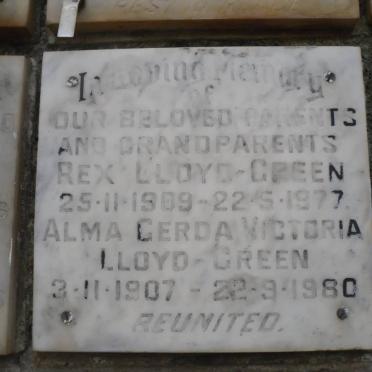 In Loving Memory
of
OUR BELOVED PARENTS
AND GRANDPARENTS
REX LLOYD-GREEN
25·11·1909-22·5·1977
ALMA GERDA VICTORIA
LLOYD-GREEN
3·11·1907 - 22·9·1980
REUNITED.